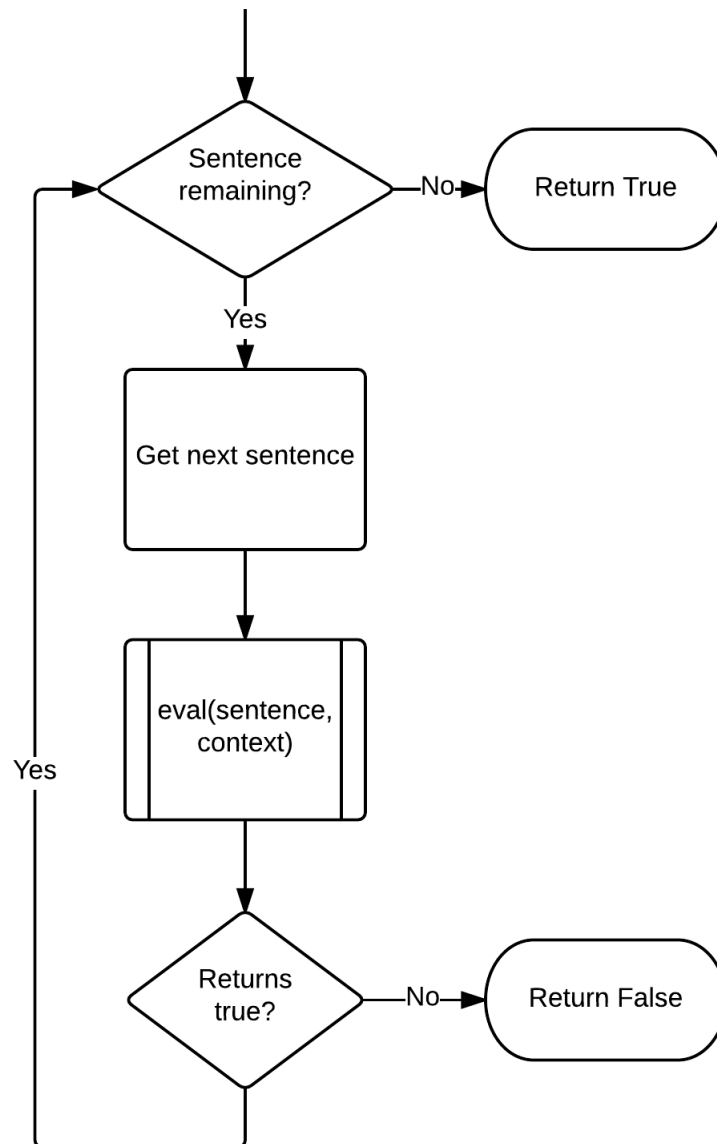 Sentence
remaining?
No
Return True
Yes
Get next sentence
eval(sentence,
context)
Yes
Returns
true?
No
Return False